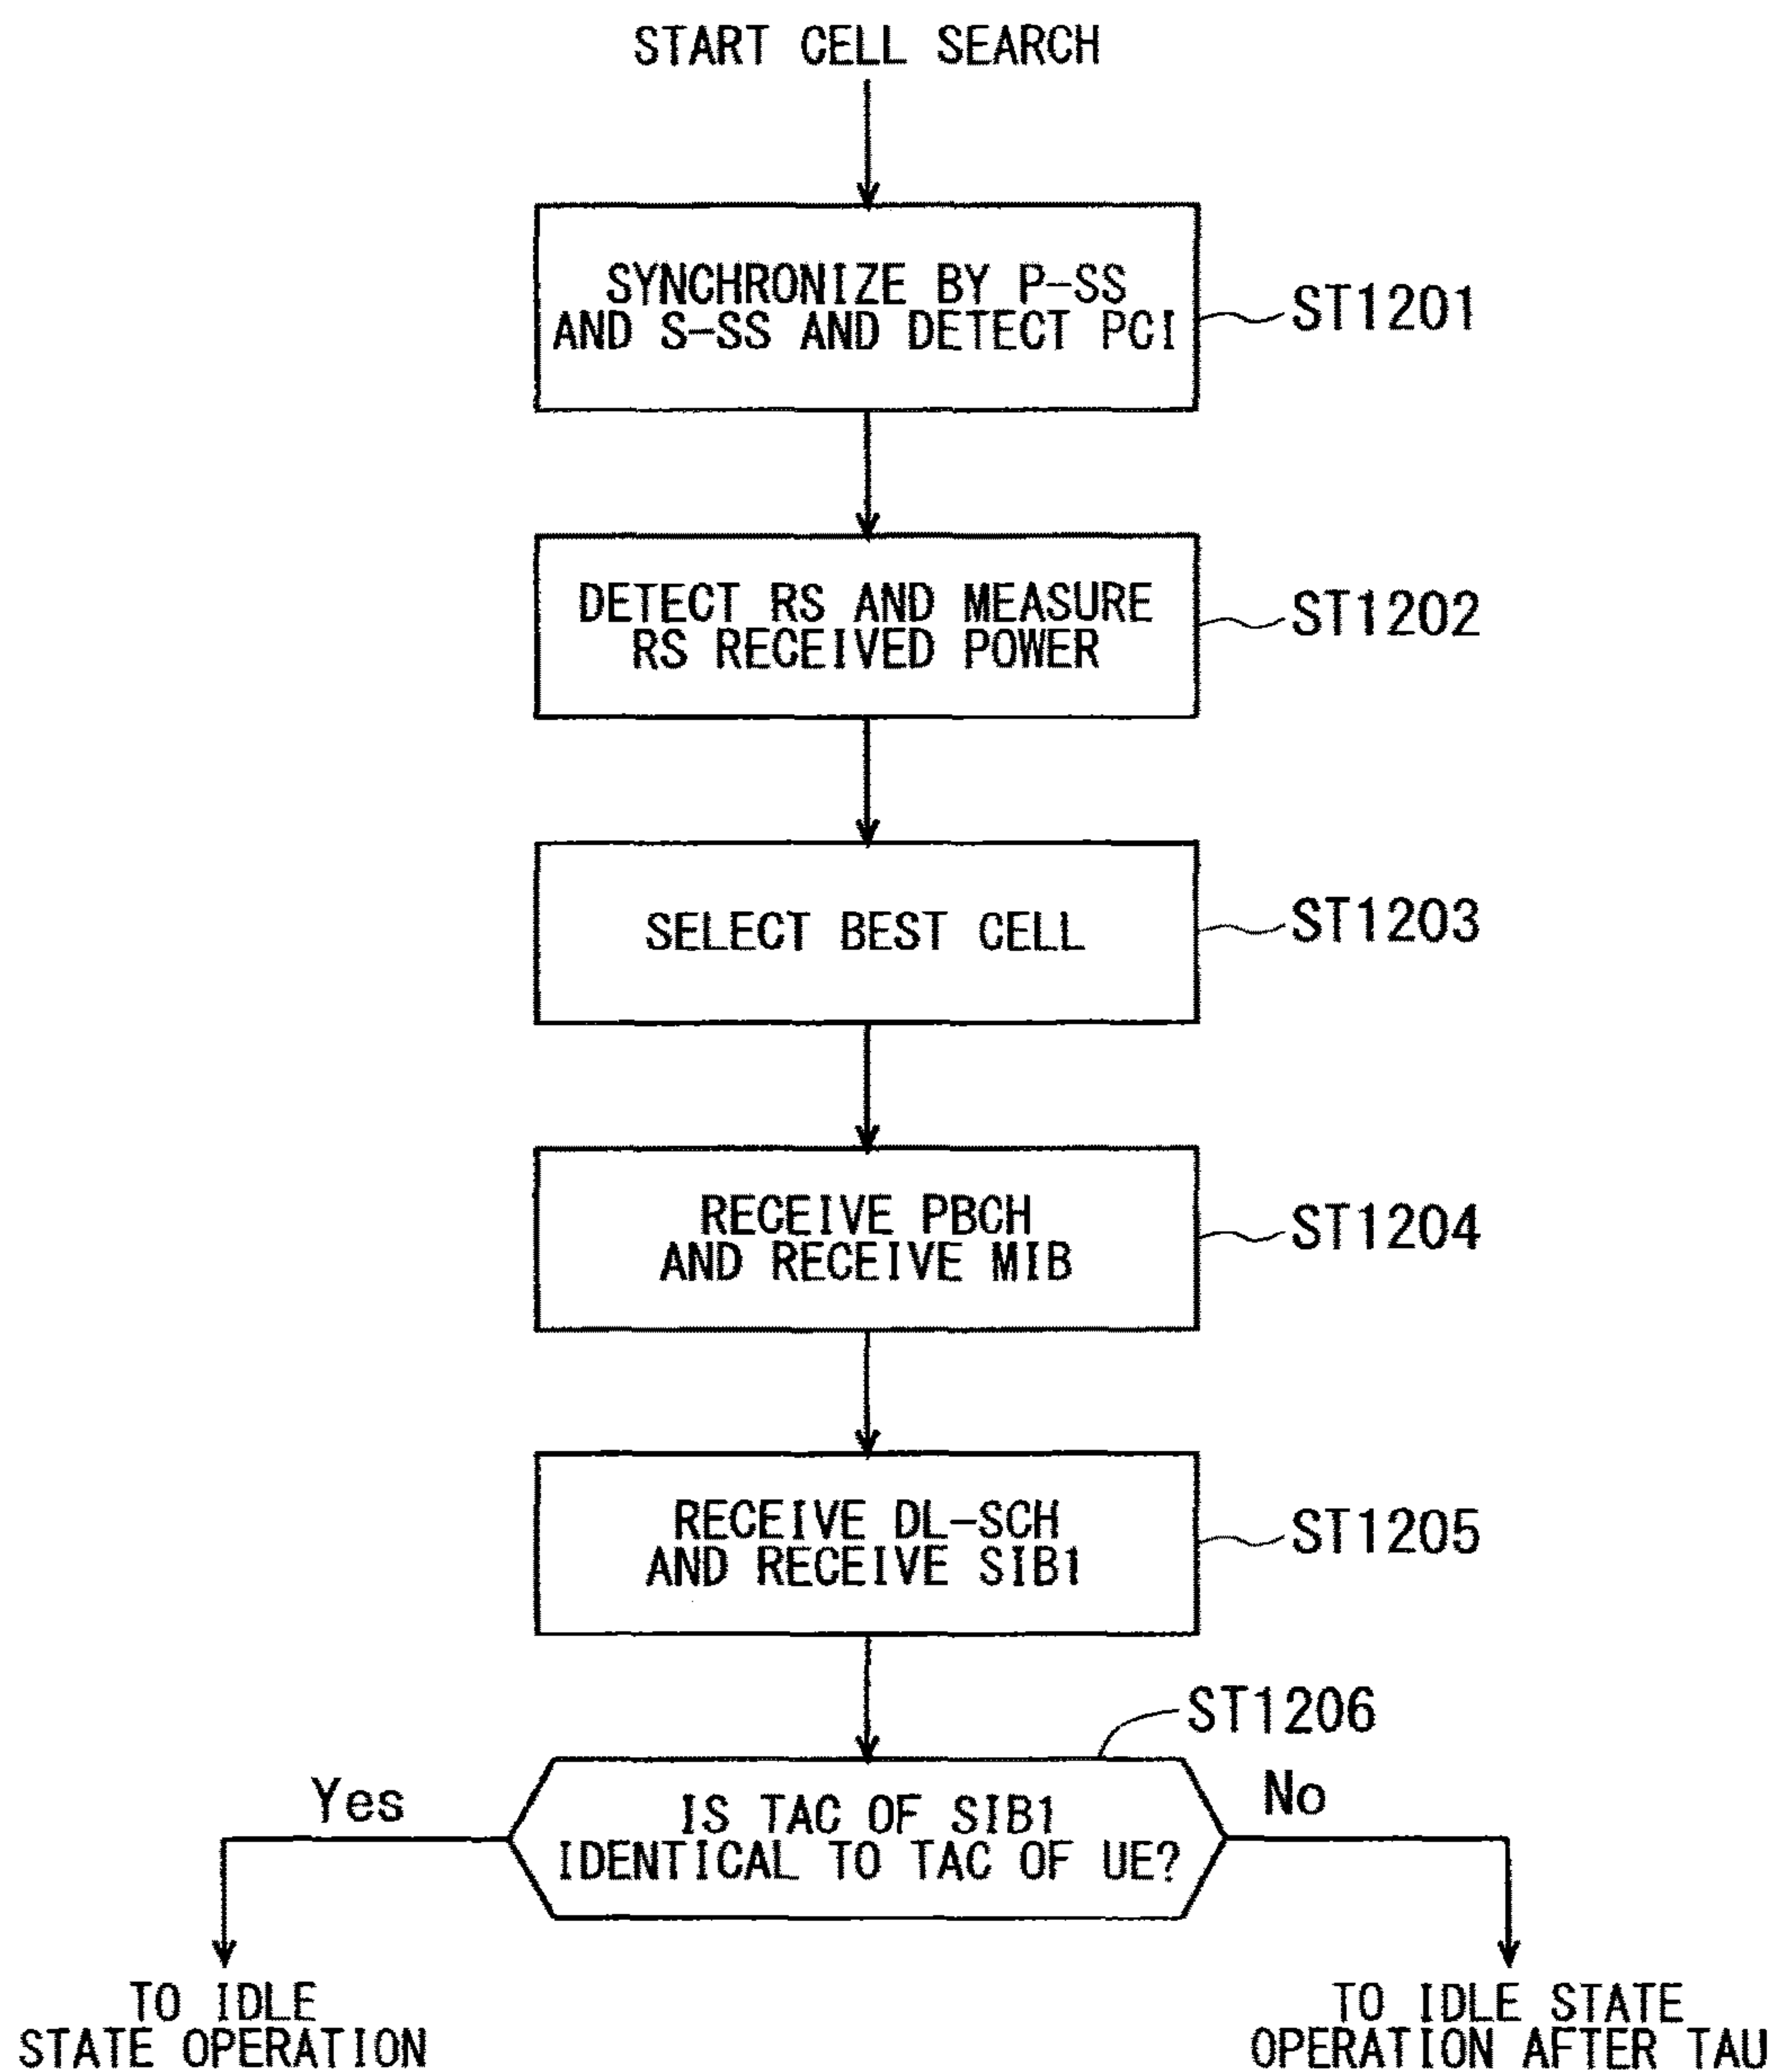 START CELL SEARCH
SYNCHRONIZE BY P-SS
AND S-SS AND DETECT PCI
ST1201
DETECT RS AND MEASURE
RS RECEIVED POWER
ST1202
SELECT BEST CELL
ST1203
RECEIVE PBCH
AND RECEIVE MIB
ST1204
RECEIVE DL-SCH
AND RECEIVE SIB1
ST1205
ST1206
Yes
IS TAC OF SIB1
IDENTICAL TO TAC OF UE?
No
TO IDLE
STATE OPERATION
TO IDLE STATE
OPERATION AFTER TAU